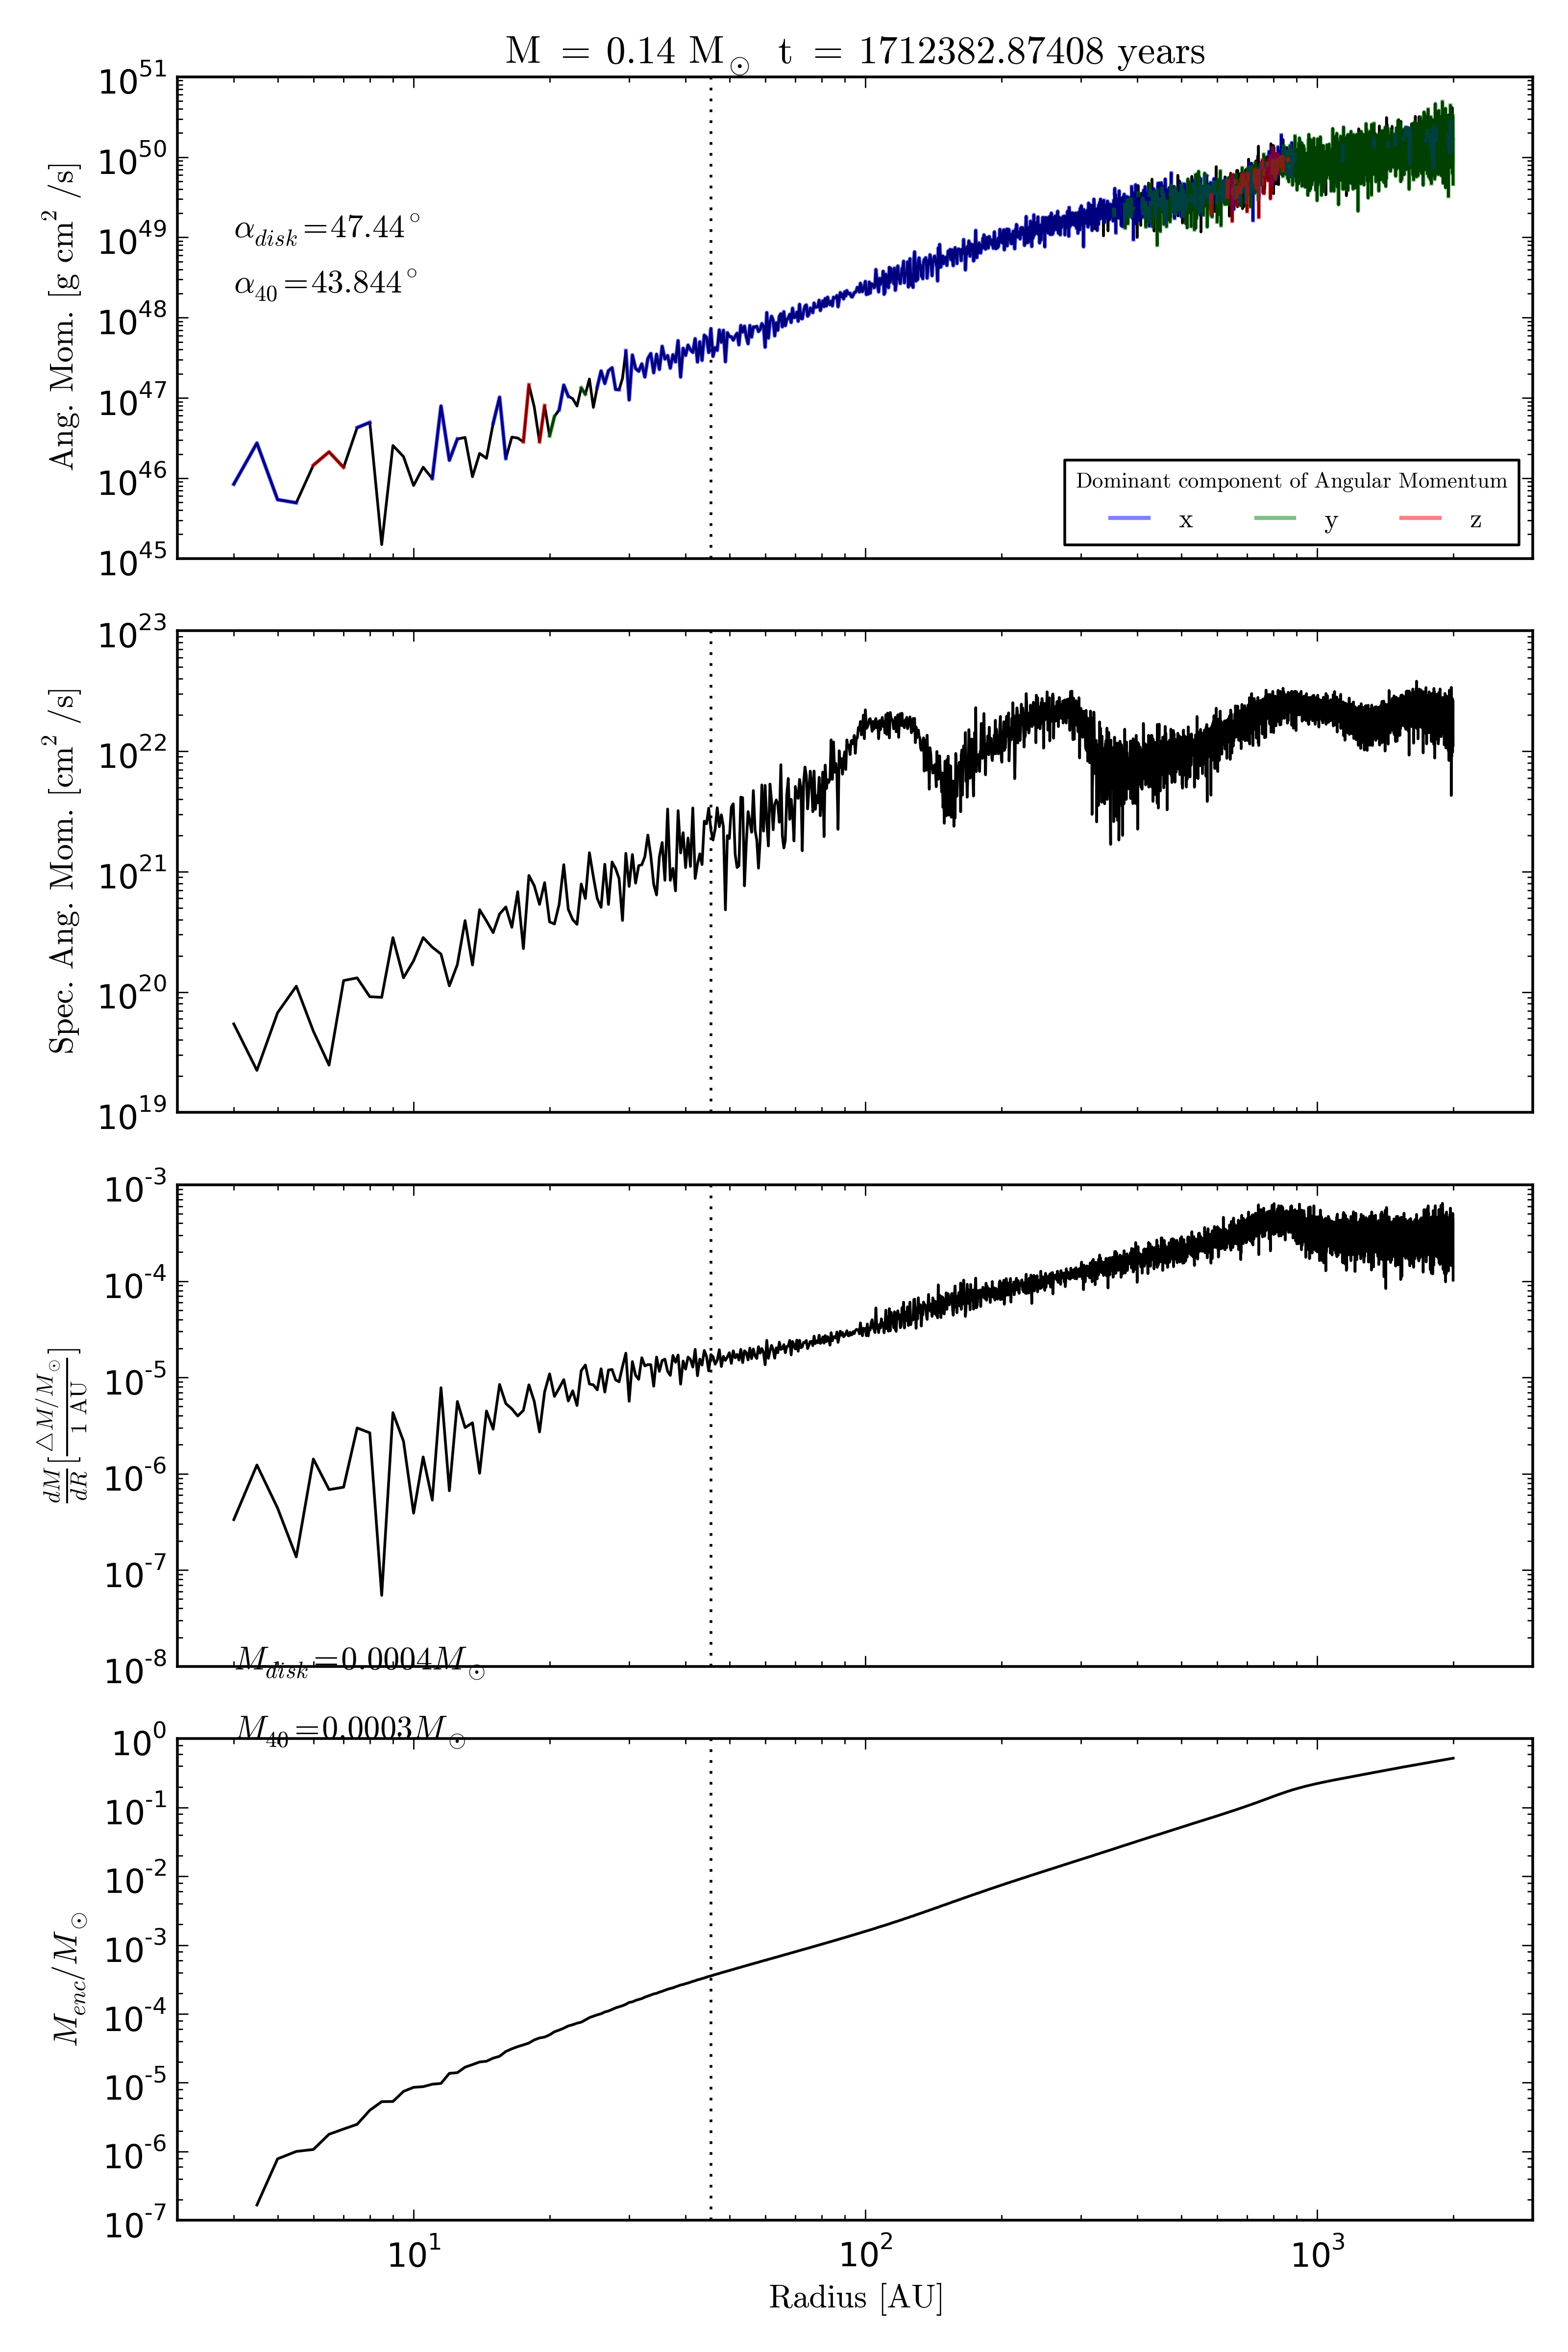 M = 0.14 M⊙ t = 1712382.87408 years
10^51
10^50
10^49
10^48
10^47
10^46
10^45
Ang. Mom. [g cm^2 /s]
α_disk=47.44°
α_40=43.844°
Dominant component of Angular Momentum
x y z
10^23
10^22
10^21
10^20
10^19
Spec. Ang. Mom. [cm^2 /s]
10^-3
10^-4
10^-5
10^-6
10^-7
10^-8
dM/dR [△M/M⊙ / 1 AU]
M_disk=0.0004M⊙
M_40=0.0003M⊙
10^0
10^-1
10^-2
10^-3
10^-4
10^-5
10^-6
10^-7
M_enc/M⊙
10^1 10^2 10^3
Radius [AU]